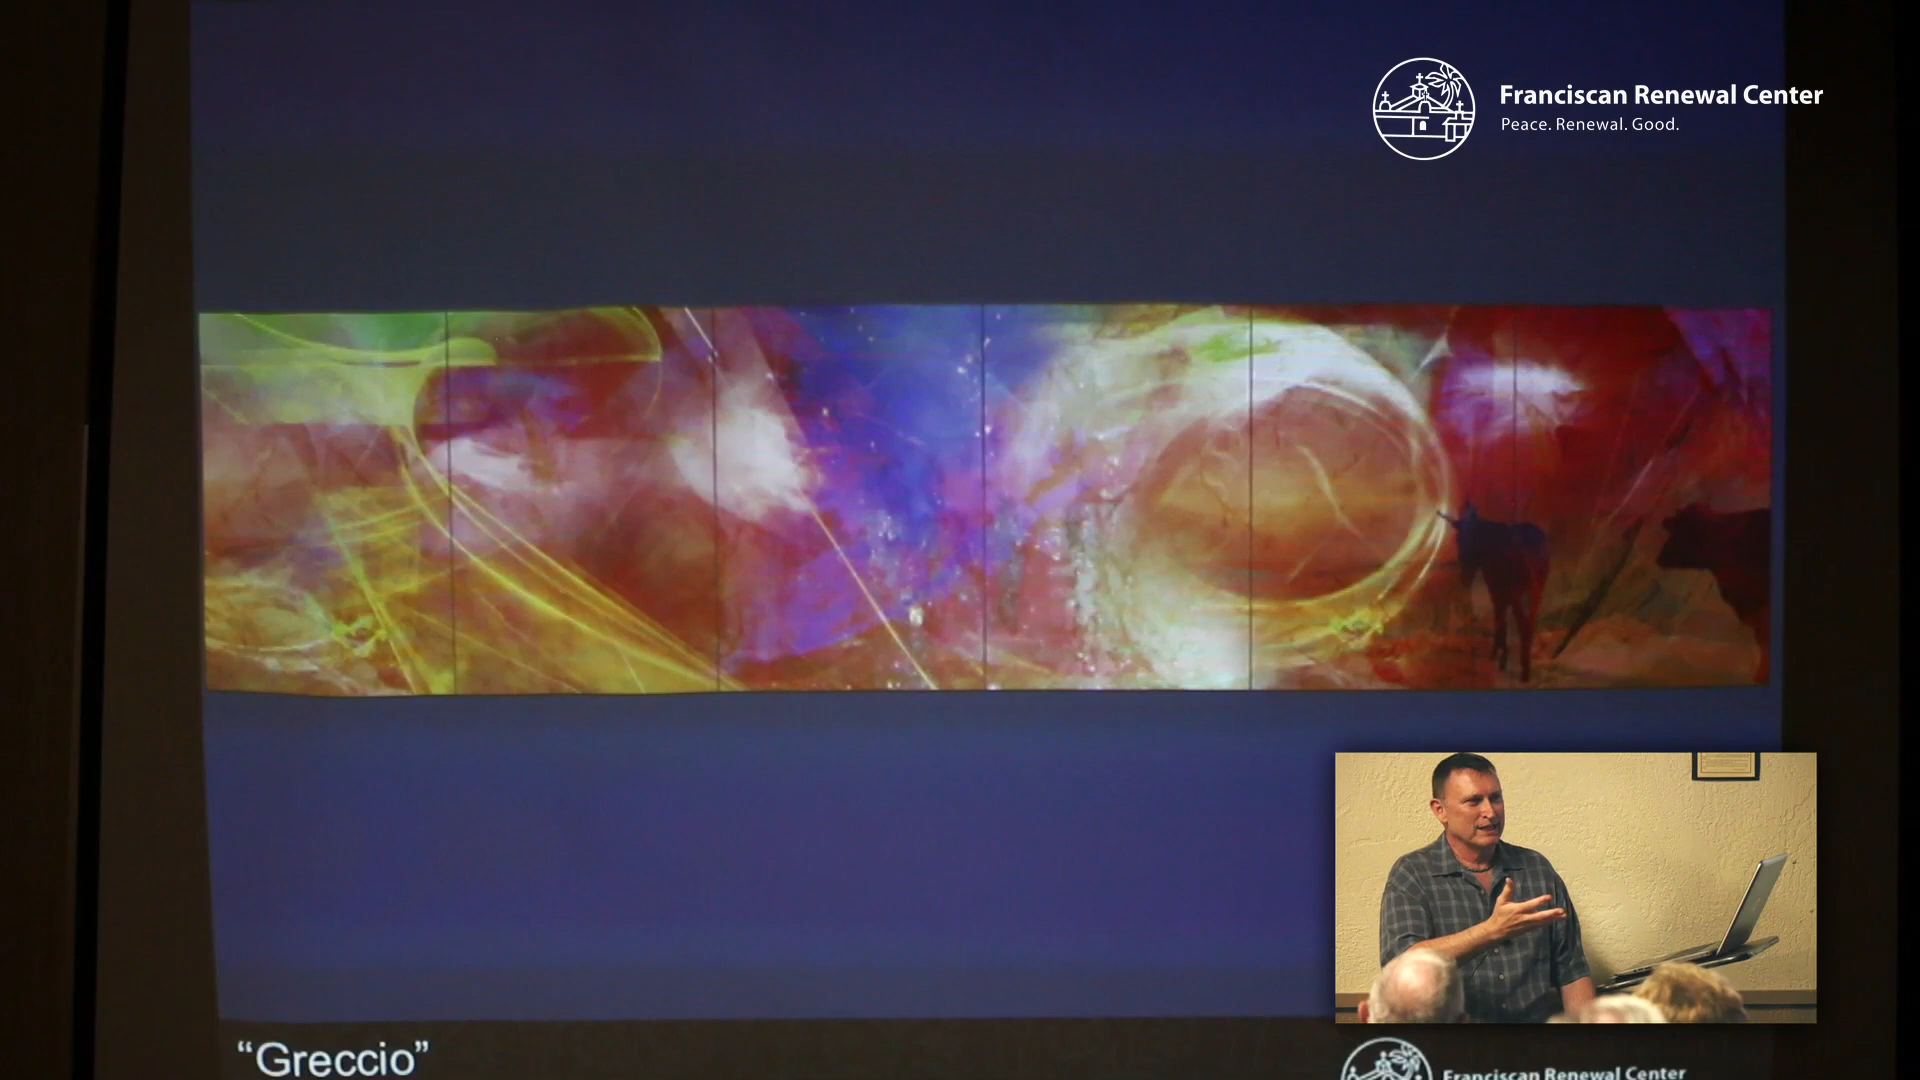 Franciscan Renewal Center
Peace. Renewal. Good.
“Greccio”
Franciscan Renewal Center